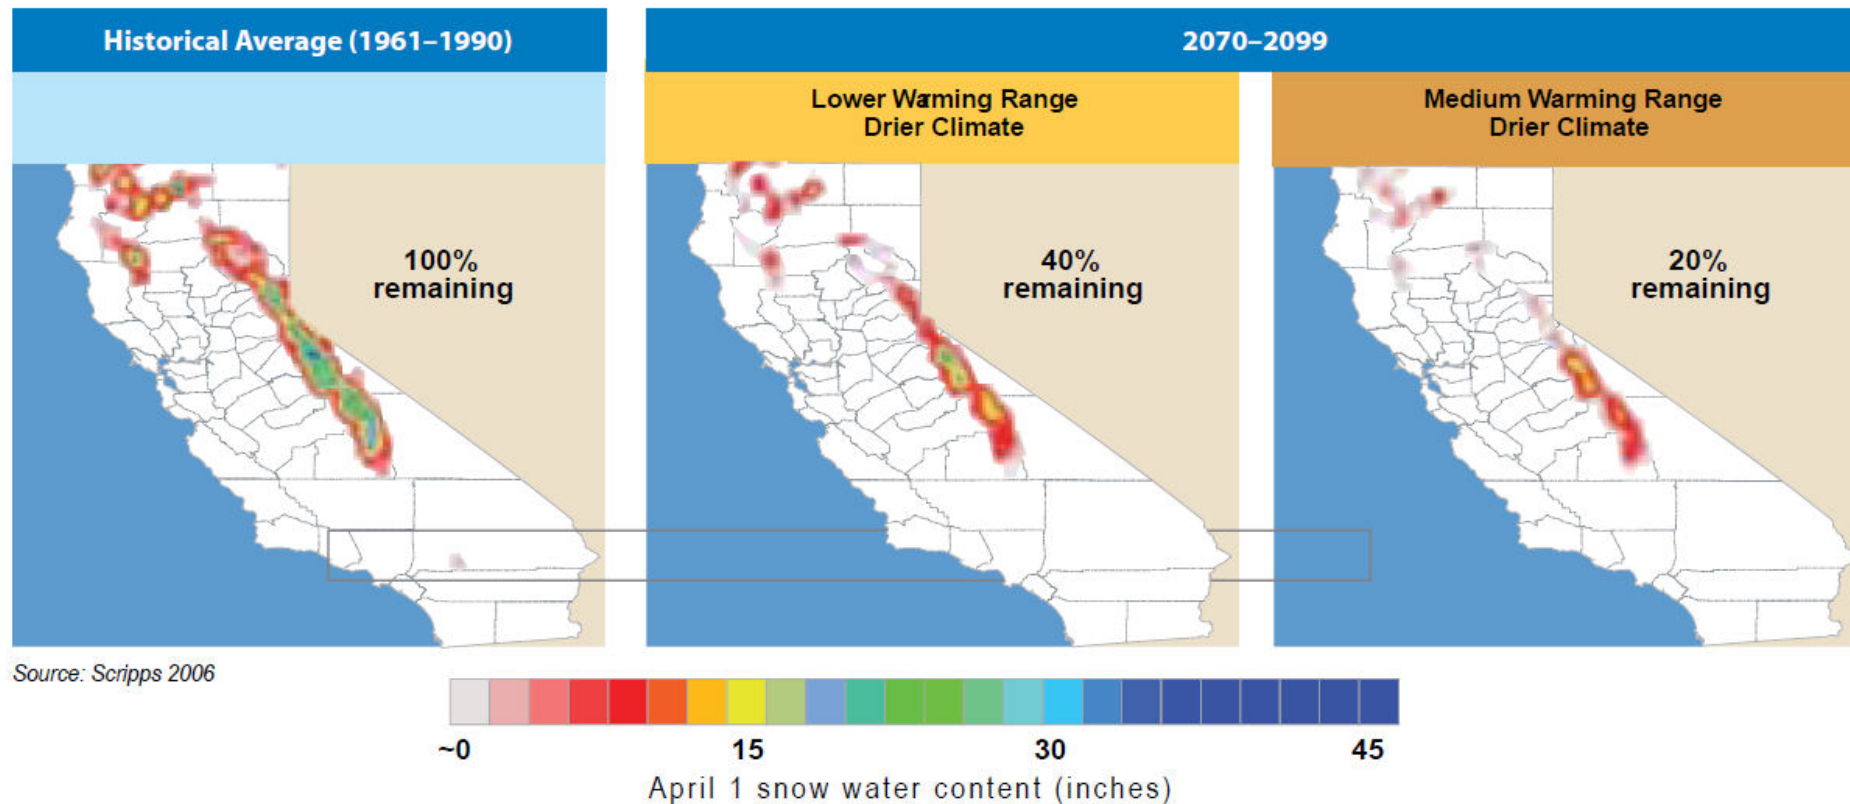 Historical Average (1961–1990)
2070–2099
Lower Warming Range
Drier Climate
Medium Warming Range
Drier Climate
100%
remaining
40%
remaining
20%
remaining
Source: Scripps 2006
~0
15
30
45
April 1 snow water content (inches)